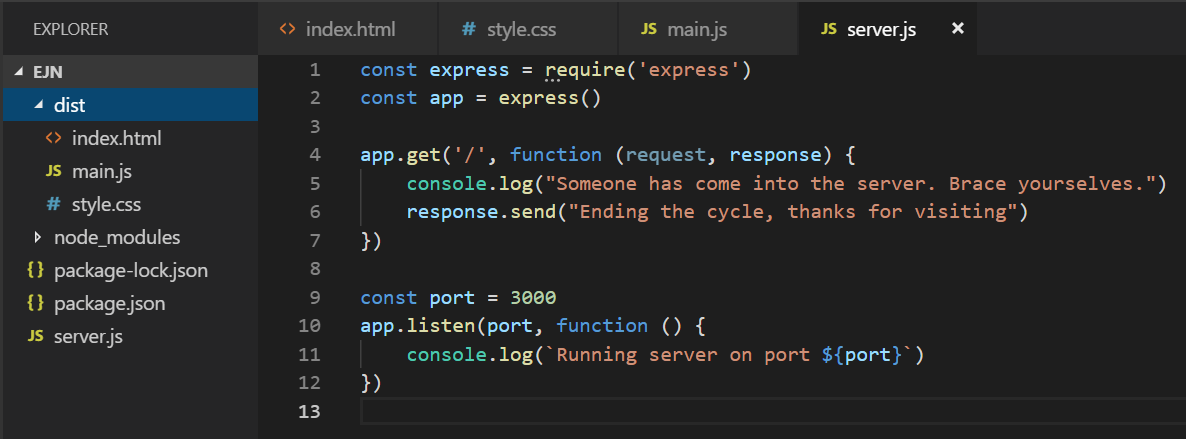 EXPLORER
index.html
style.css
JS main.js
JS server.js
EJN
dist
index.html
JS main.js
style.css
node_modules
{} package-lock.json
{} package.json
JS server.js
1 const express = require('express')
2 const app = express()
3
4 app.get('/', function (request, response) {
5     console.log("Someone has come into the server. Brace yourselves.")
6     response.send("Ending the cycle, thanks for visiting")
7 })
8
9 const port = 3000
10 app.listen(port, function () {
11     console.log(`Running server on port ${port}`)
12 })
13